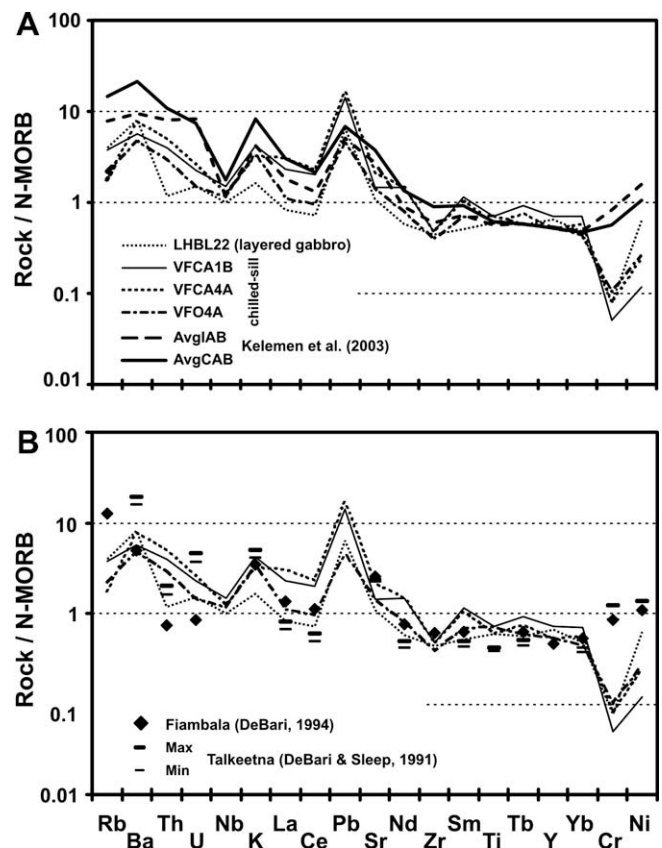 A
100
10
1
0.1
0.01
Rock / N-MORB
LHBL22 (layered gabbro)
VFCA1B
VFCA4A
VFO4A
chilled-sill
AvgIAB
AvgCAB
Kelemen et al. (2003)
B
100
10
1
0.1
0.01
Rock / N-MORB
Fiambala (DeBari, 1994)
Max
Min
Talkeetna (DeBari & Sleep, 1991)
Rb Th Nb La Pb Nd Sm Tb Yb Ni
Ba U K Ce Sr Zr Ti Y Cr